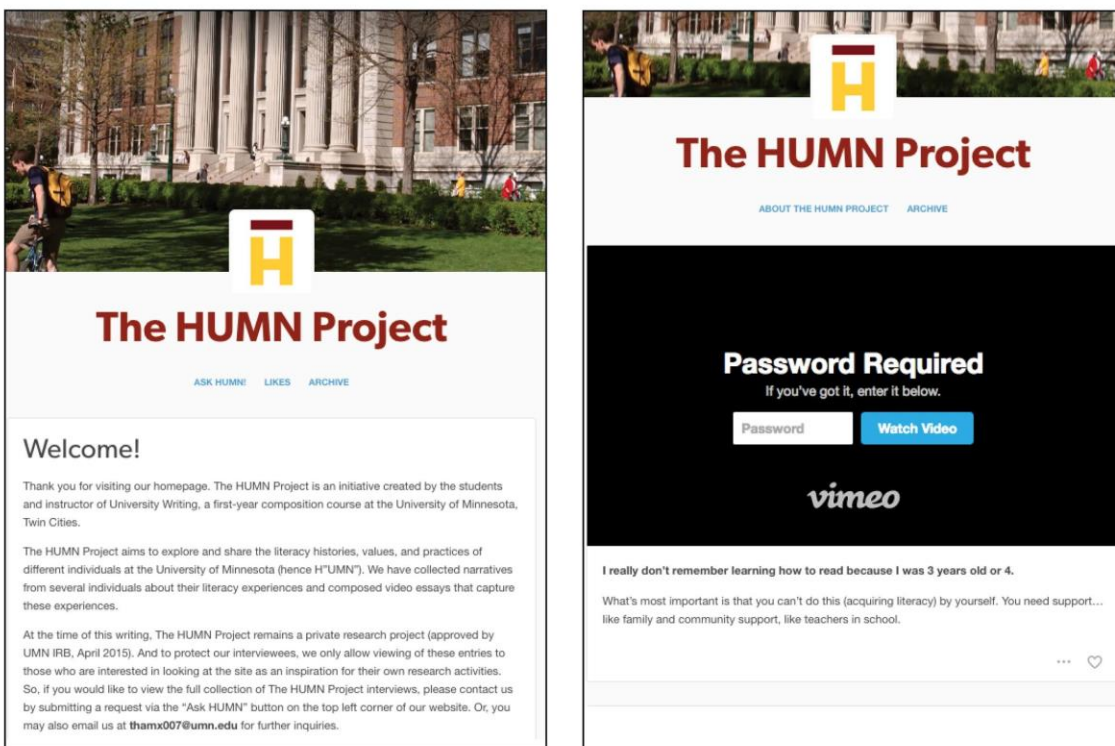 H
The HUMN Project
ASK HUMN! LIKES ARCHIVE
Welcome!
Thank you for visiting our homepage. The HUMN Project is an initiative created by the students
and instructor of University Writing, a first-year composition course at the University of Minnesota,
Twin Cities.
The HUMN Project aims to explore and share the literacy histories, values, and practices of
different individuals at the University of Minnesota (hence H"UMN"). We have collected narratives
from several individuals about their literacy experiences and composed video essays that capture
these experiences.
At the time of this writing, The HUMN Project remains a private research project (approved by
UMN IRB, April 2015). And to protect our interviewees, we only allow viewing of these entries to
those who are interested in looking at the site as an inspiration for their own research activities.
So, if you would like to view the full collection of The HUMN Project interviews, please contact us
by submitting a request via the "Ask HUMN" button on the top left corner of our website. Or, you
may also email us at thamx007@umn.edu for further inquiries.
H
The HUMN Project
ABOUT THE HUMN PROJECT ARCHIVE
Password Required
If you've got it, enter it below.
Password Watch Video
vimeo
I really don't remember learning how to read because I was 3 years old or 4.
What's most important is that you can't do this (acquiring literacy) by yourself. You need support…
like family and community support, like teachers in school.